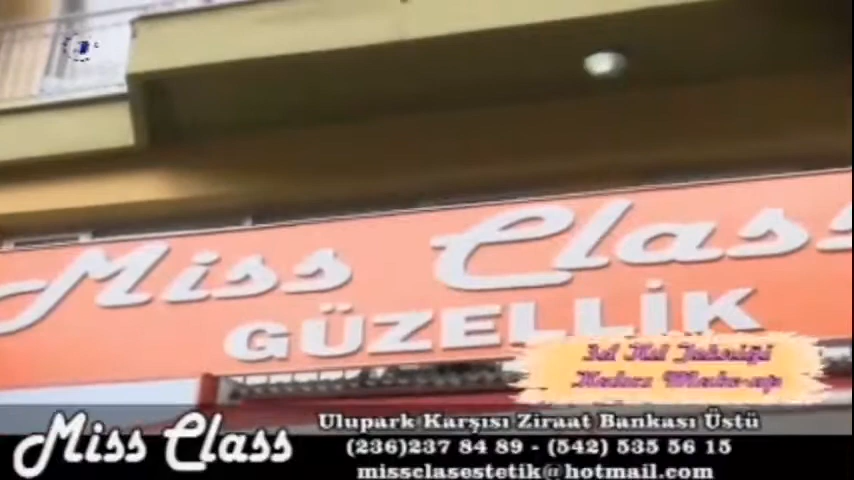 Miss Class
GÜZELLİK
Miss Class
Ulupark Karşısı Ziraat Bankası Üstü
(236)237 84 89 - (542) 535 56 15
missclasestetik@hotmail.com